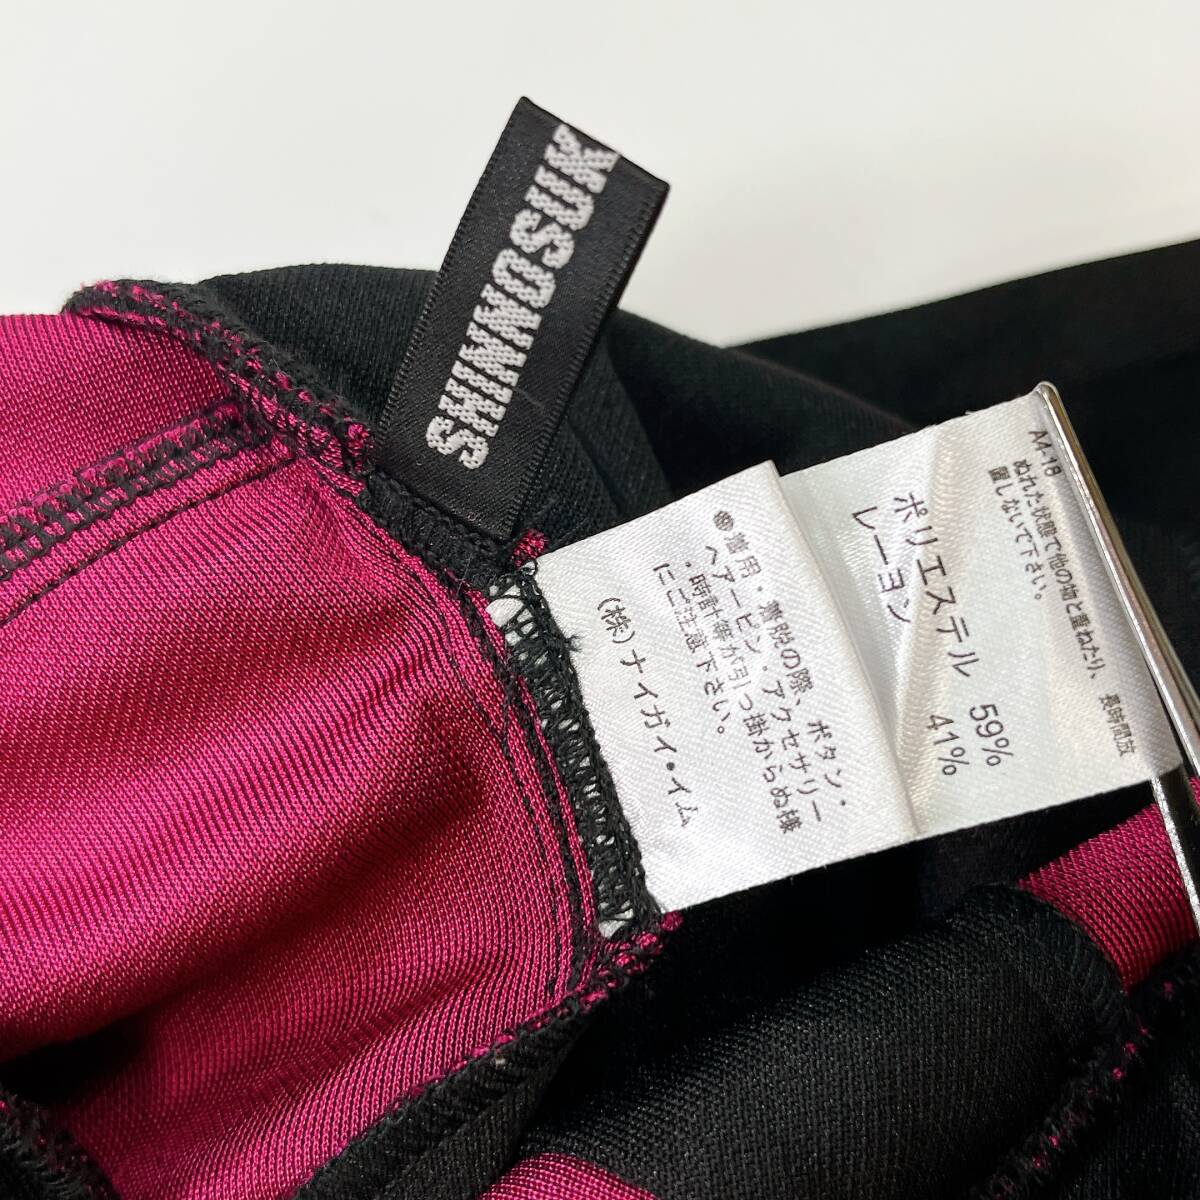 SHINNOSUK
A4-18
ぬれた状態で他の物と重ねたり、長時間放
置しないで下さい。
ポリエステル 59%
レーヨン 41%
着用・着脱の際、ボタン・
ヘアーピン・アクセサリー
・時計等が引っ掛からぬ様
にご注意下さい。
(株)ナイガイ・イム